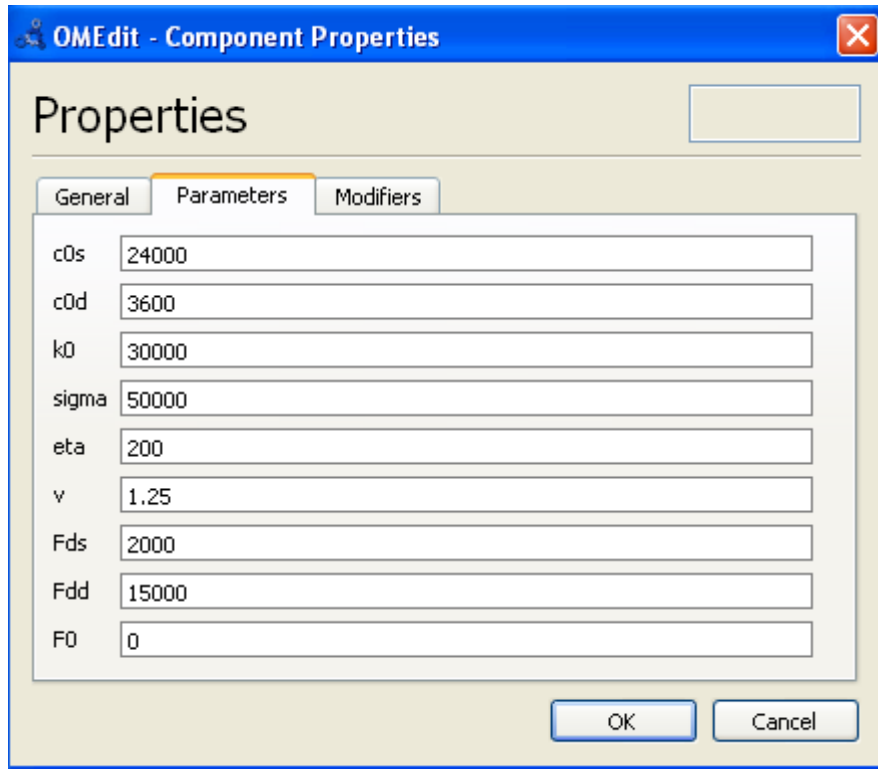 OMEdit - Component Properties
Properties
General Parameters Modifiers
c0s 24000
c0d 3600
k0 30000
sigma 50000
eta 200
v 1.25
Fds 2000
Fdd 15000
F0 0
OK Cancel